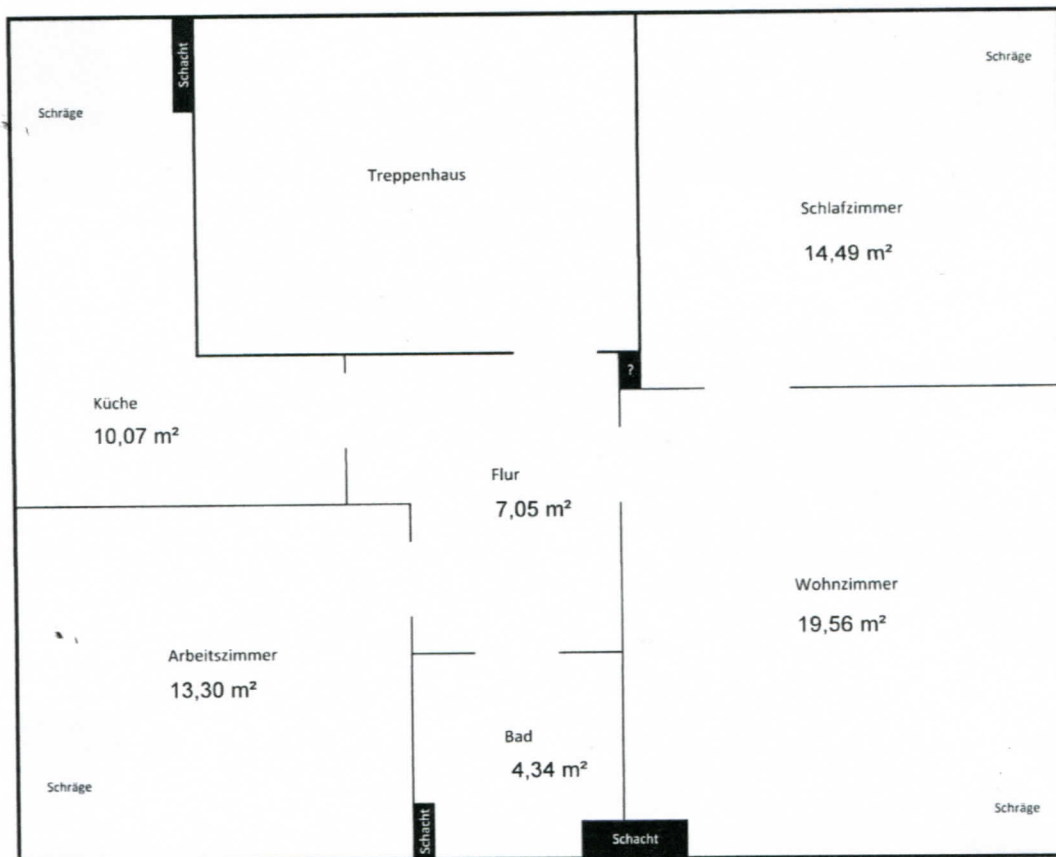 Schacht
Schräge
Schräge
Treppenhaus
Schlafzimmer
14,49 m²
?
Küche
10,07 m²
Flur
7,05 m²
Wohnzimmer
19,56 m²
Arbeitszimmer
13,30 m²
Bad
4,34 m²
Schräge
Schräge
Schacht
Schacht